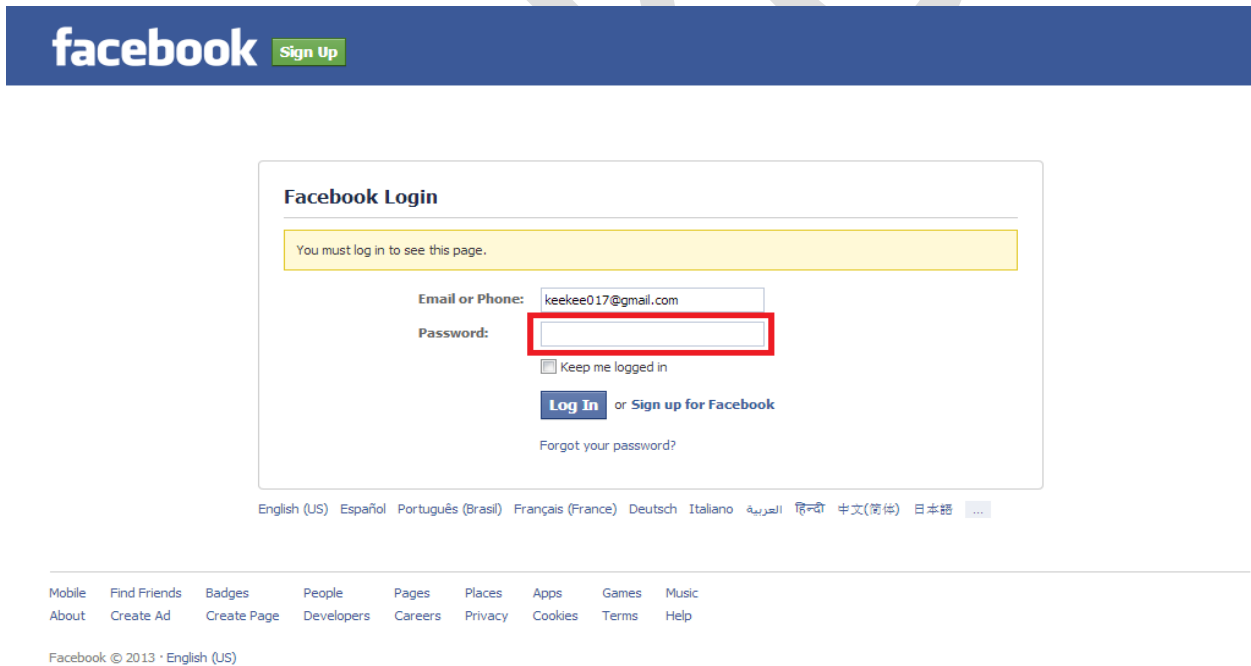 facebook Sign Up
Facebook Login
You must log in to see this page.
Email or Phone: keekee017@gmail.com
Password:
Keep me logged in
Log In or Sign up for Facebook
Forgot your password?
English (US) Español Português (Brasil) Français (France) Deutsch Italiano العربية हिन्दी 中文(简体) 日本語 ...
Mobile Find Friends Badges People Pages Places Apps Games Music
About Create Ad Create Page Developers Careers Privacy Cookies Terms Help
Facebook © 2013 · English (US)